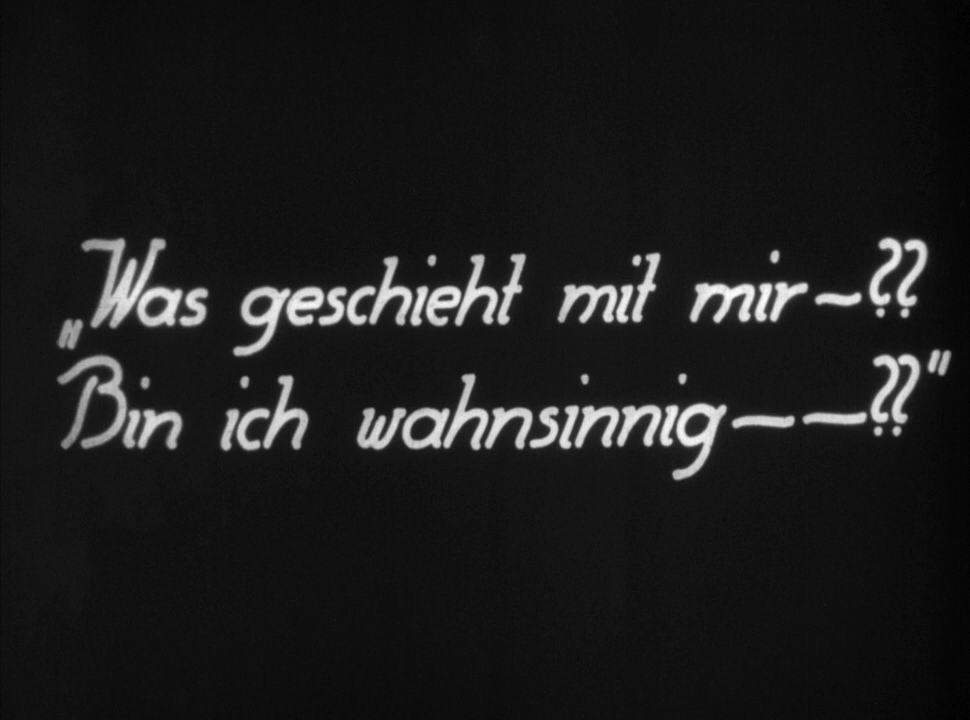 „Was geschieht mit mir–??
Bin ich wahnsinnig— —??"